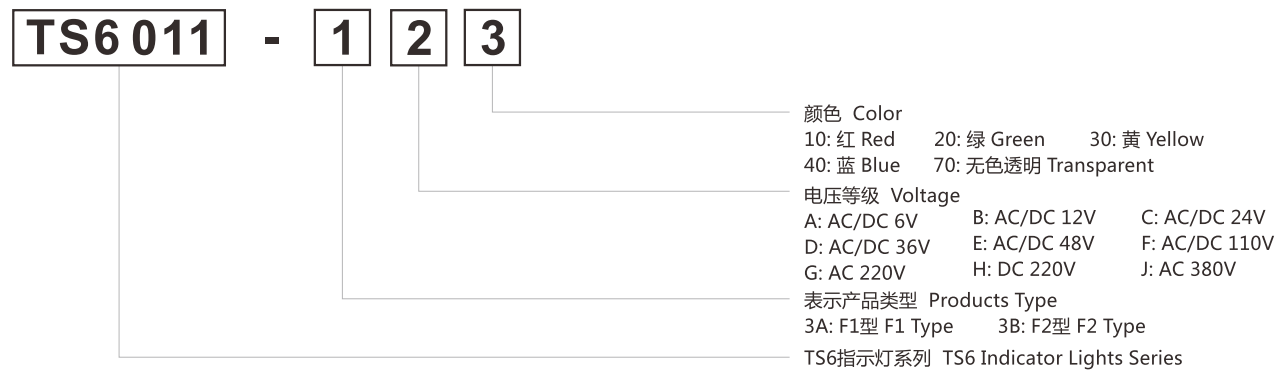 TS6011 - 1 2 3
颜色 Color
10: 红 Red 20: 绿 Green 30: 黄 Yellow
40: 蓝 Blue 70: 无色透明 Transparent
电压等级 Voltage
A: AC/DC 6V B: AC/DC 12V C: AC/DC 24V
D: AC/DC 36V E: AC/DC 48V F: AC/DC 110V
G: AC 220V H: DC 220V J: AC 380V
表示产品类型 Products Type
3A: F1型 F1 Type 3B: F2型 F2 Type
TS6指示灯系列 TS6 Indicator Lights Series